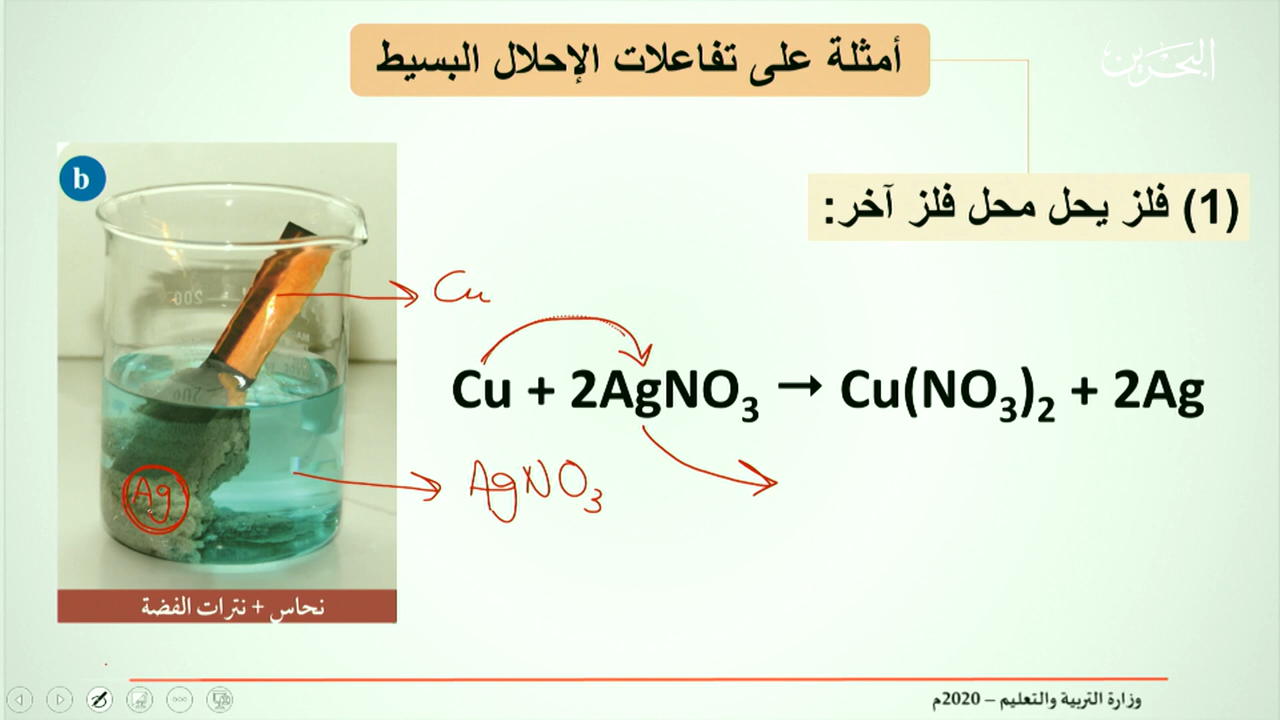 أمثلة على تفاعلات الإحلال البسيط
البحرين
(1) فلز يحل محل فلز آخر:
b
200
Cu
Cu + 2AgNO₃ → Cu(NO₃)₂ + 2Ag
Ag
AgNO₃
نحاس + نترات الفضة
وزارة التربية والتعليم – 2020م